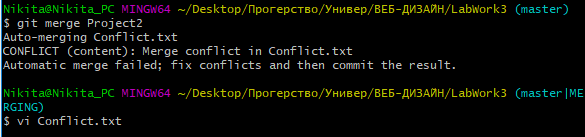 Nikita@Nikita_PC MINGW64 ~/Desktop/Прогерство/Универ/ВЕБ-ДИЗАЙН/LabWork3 (master)
$ git merge Project2
Auto-merging Conflict.txt
CONFLICT (content): Merge conflict in Conflict.txt
Automatic merge failed; fix conflicts and then commit the result.
Nikita@Nikita_PC MINGW64 ~/Desktop/Прогерство/Универ/ВЕБ-ДИЗАЙН/LabWork3 (master|ME
RGING)
$ vi Conflict.txt